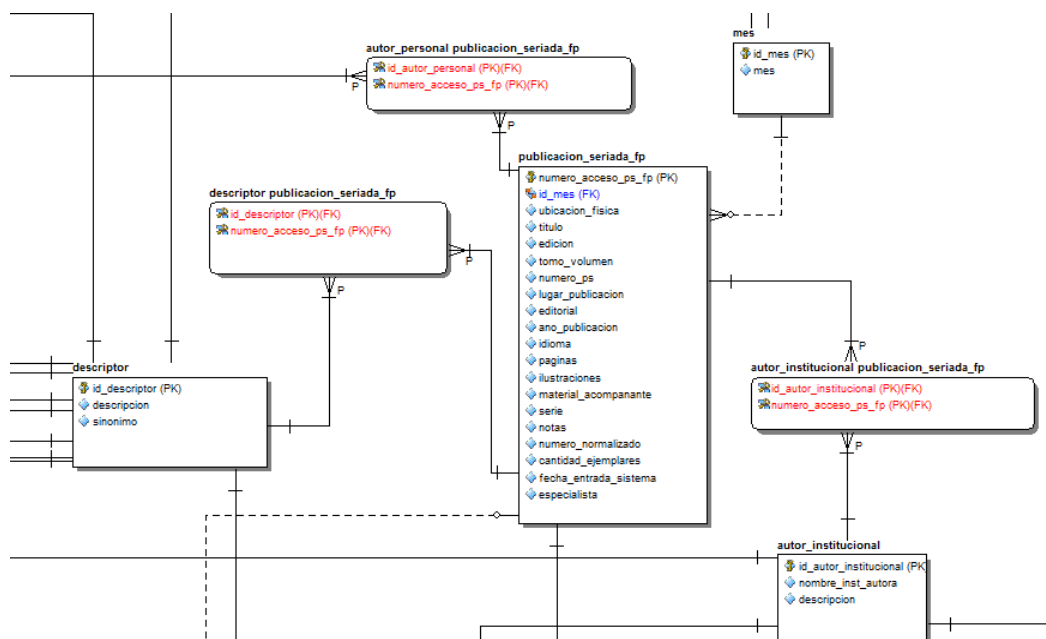 mes
id_mes (PK)
mes
autor_personal publicacion_seriada_fp
id_autor_personal (PK)(FK)
numero_acceso_ps_fp (PK)(FK)
P
P
publicacion_seriada_fp
numero_acceso_ps_fp (PK)
id_mes (FK)
ubicacion_fisica
titulo
edicion
tomo_volumen
numero_ps
lugar_publicacion
editorial
ano_publicacion
idioma
paginas
ilustraciones
material_acompanante
serie
notas
numero_normalizado
cantidad_ejemplares
fecha_entrada_sistema
especialista
descriptor publicacion_seriada_fp
id_descriptor (PK)(FK)
numero_acceso_ps_fp (PK)(FK)
P
P
descriptor
id_descriptor (PK)
descripcion
sinonimo
P
autor_institucional publicacion_seriada_fp
id_autor_institucional (PK)(FK)
numero_acceso_ps_fp (PK)(FK)
P
autor_institucional
id_autor_institucional (PK
nombre_inst_autora
descripcion